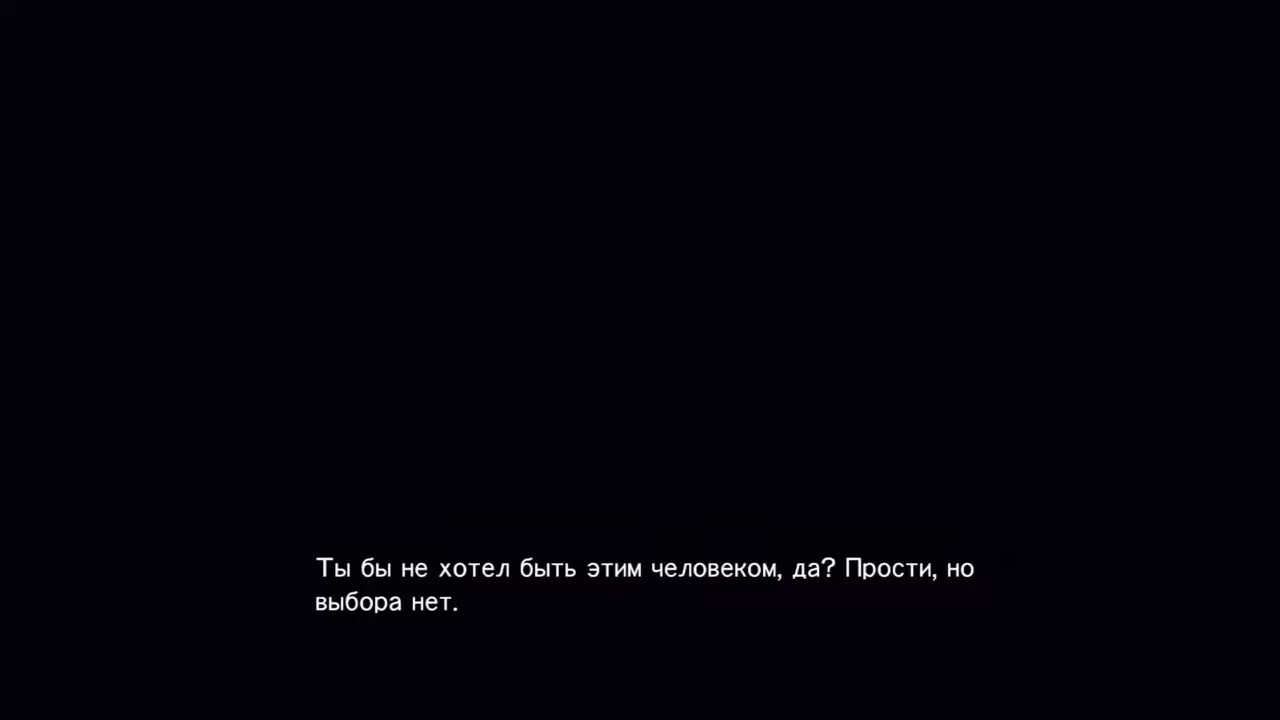 Ты бы не хотел быть этим человеком, да? Прости, но
выбора нет.